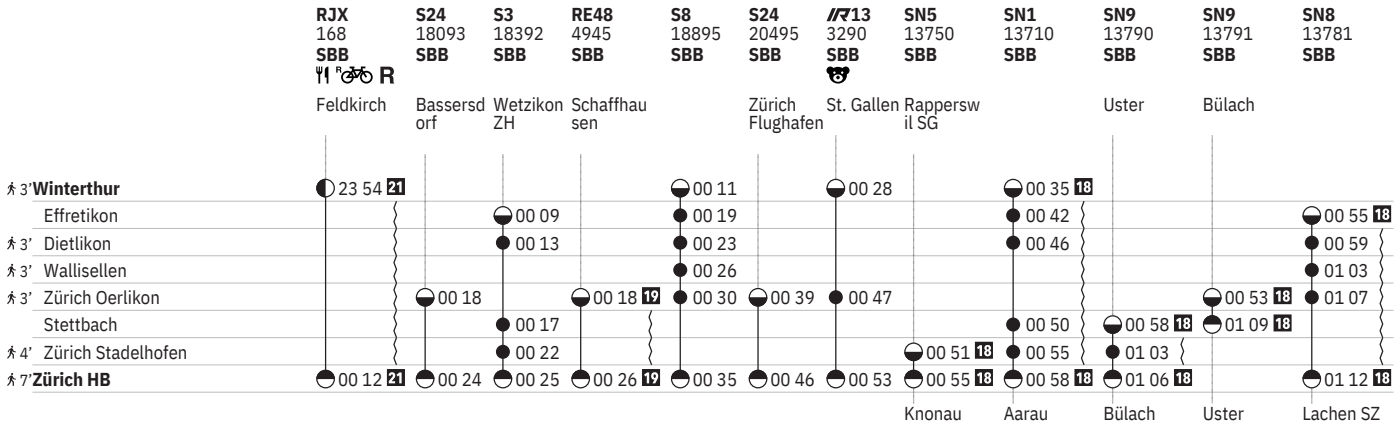 RJX S24 S3 RE48 S8 S24 IR13 SN5 SN1 SN9 SN9 SN8
168 18093 18392 4945 18895 20495 3290 13750 13710 13790 13791 13781
SBB SBB SBB SBB SBB SBB SBB SBB SBB SBB SBB SBB
R R
Feldkirch Bassersd Wetzikon Schaffhau Zürich St. Gallen Rappersw Uster Bülach
orf ZH sen Flughafen il SG
3' Winterthur 23 54 21 00 11 00 28 00 35 18
Effretikon 00 09 00 19 00 42 00 55 18
3' Dietlikon 00 13 00 23 00 46 00 59
3' Wallisellen 00 26 01 03
3' Zürich Oerlikon 00 18 00 18 19 00 30 00 39 00 47 00 53 18 01 07
Stettbach 00 17 00 50 00 58 18 01 09 18
4' Zürich Stadelhofen 00 22 00 51 18 00 55 01 03
7' Zürich HB 00 12 21 00 24 00 25 00 26 19 00 35 00 46 00 53 00 55 18 00 58 18 01 06 18 01 12 18
Knonau Aarau Bülach Uster Lachen SZ